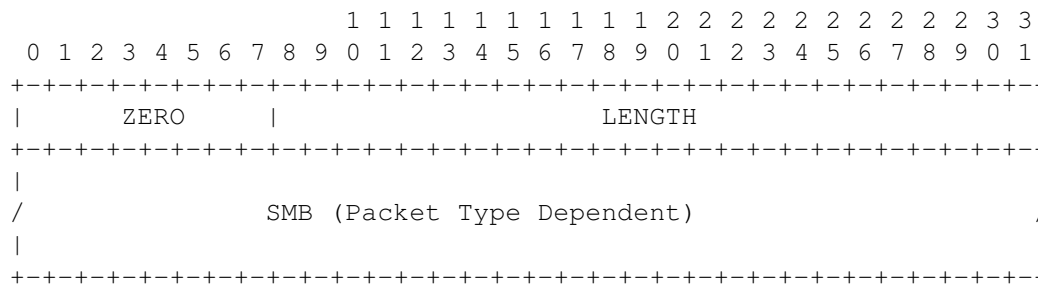 1 1 1 1 1 1 1 1 1 1 2 2 2 2 2 2 2 2 2 2 3 3
  0 1 2 3 4 5 6 7 8 9 0 1 2 3 4 5 6 7 8 9 0 1 2 3 4 5 6 7 8 9 0 1
 +-+-+-+-+-+-+-+-+-+-+-+-+-+-+-+-+-+-+-+-+-+-+-+-+-+-+-+-+-+-+-+-+-
 |      ZERO     |                    LENGTH
 +-+-+-+-+-+-+-+-+-+-+-+-+-+-+-+-+-+-+-+-+-+-+-+-+-+-+-+-+-+-+-+-+-
 |
 /               SMB (Packet Type Dependent)                      /
 |
 +-+-+-+-+-+-+-+-+-+-+-+-+-+-+-+-+-+-+-+-+-+-+-+-+-+-+-+-+-+-+-+-+-